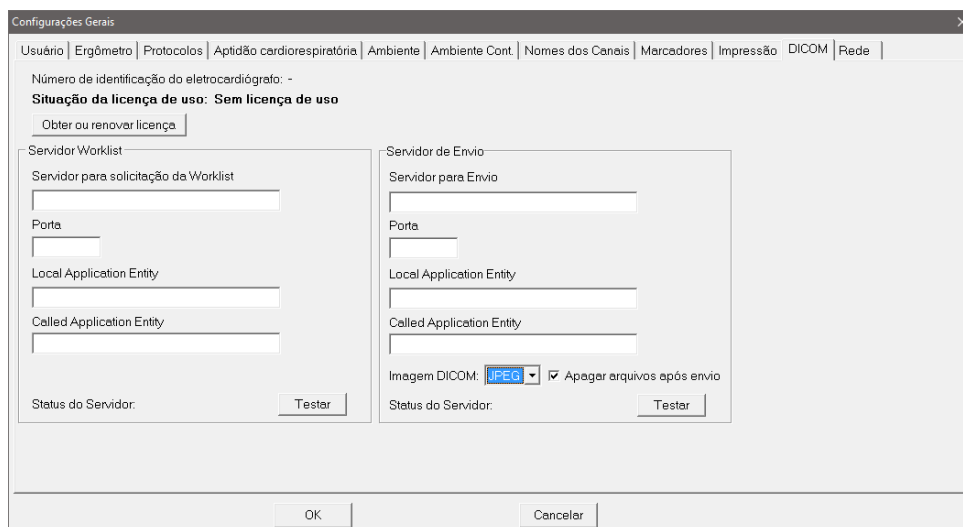 Configurações Gerais
Usuário Ergômetro Protocolos Aptidão cardiorespiratória Ambiente Ambiente Cont. Nomes dos Canais Marcadores Impressão DICOM Rede
Número de identificação do eletrocardiógrafo: -
Situação da licença de uso: Sem licença de uso
Obter ou renovar licença
Servidor Worklist
Servidor para solicitação da Worklist
Porta
Local Application Entity
Called Application Entity
Status do Servidor:
Testar
Servidor de Envio
Servidor para Envio
Porta
Local Application Entity
Called Application Entity
Imagem DICOM: JPEG Apagar arquivos após envio
Status do Servidor:
Testar
OK
Cancelar